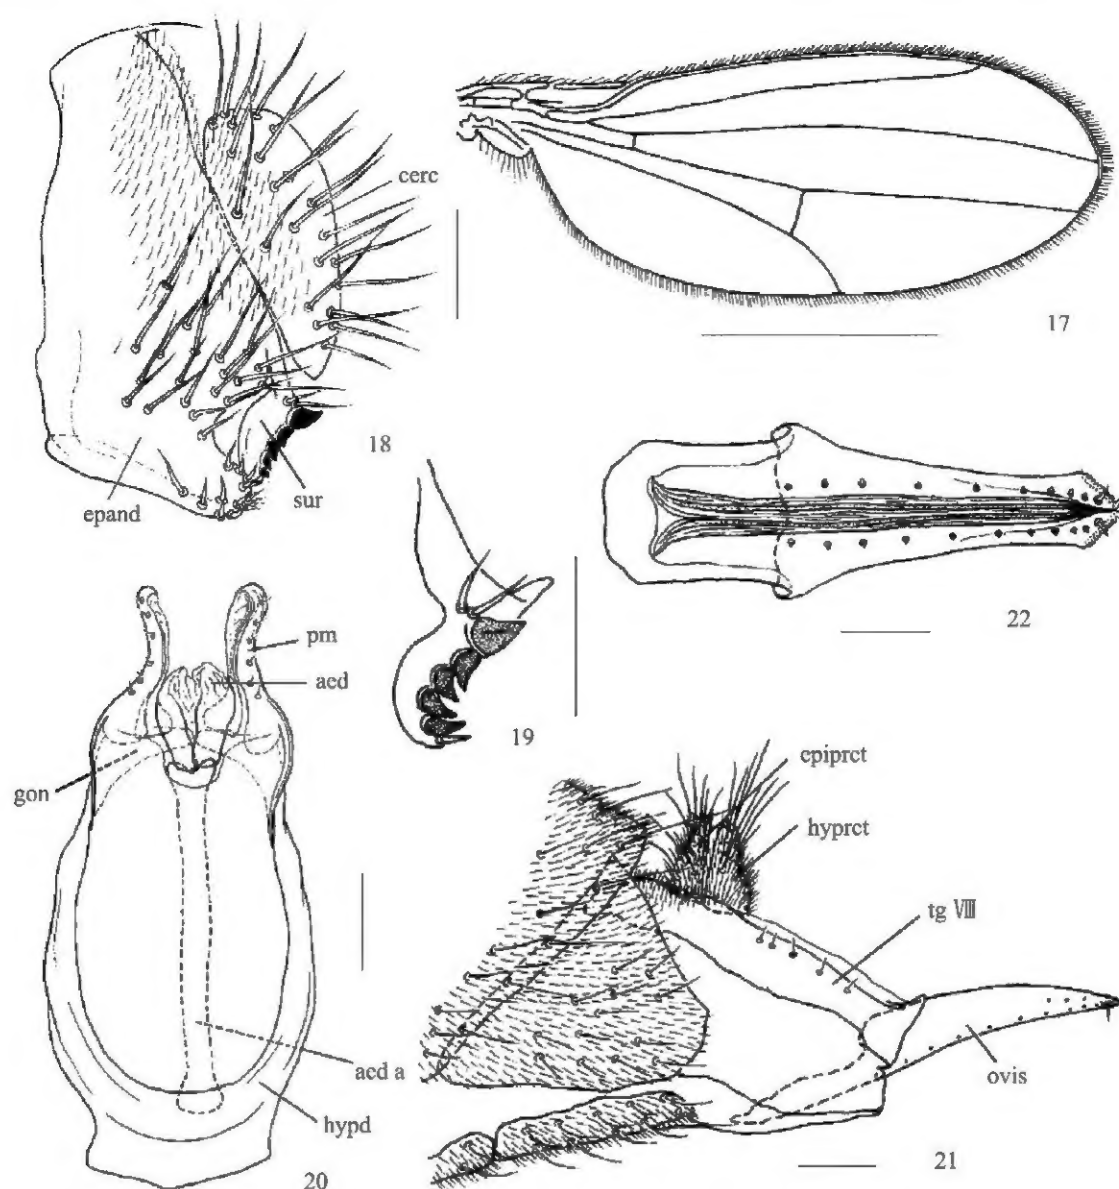 cerc
17
18
sur
epand
22
pm
aed
19
gon
epiprct
hyprct
tg Ⅷ
aed a
ovis
hypd
21
20